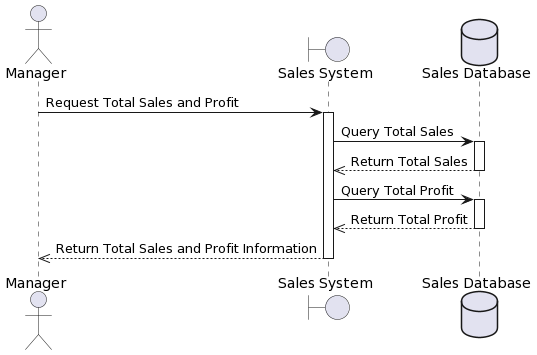 Manager
Sales System
Sales Database
Request Total Sales and Profit
Query Total Sales
Return Total Sales
Query Total Profit
Return Total Profit
Return Total Sales and Profit Information
Manager
Sales System
Sales Database